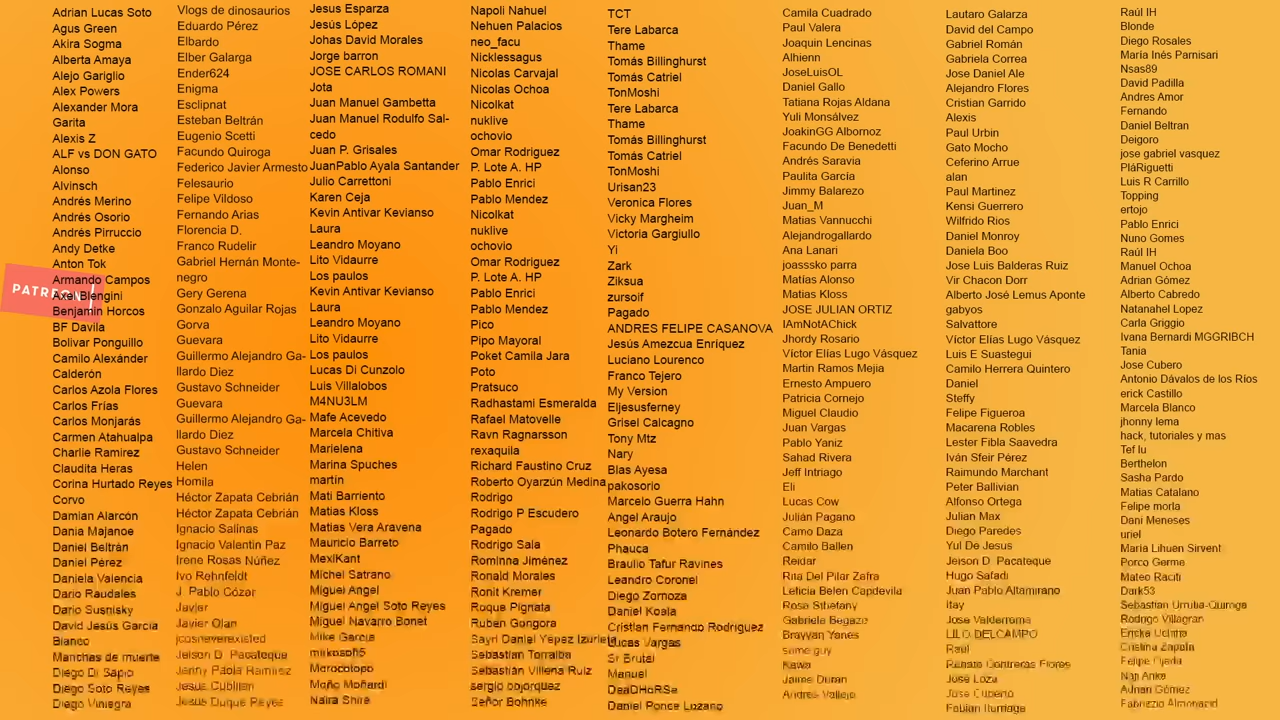 Adrian Lucas Soto
Agus Green
Akira Sogma
Alberta Amaya
Alejo Gariglio
Alex Powers
Alexander Mora
Garita
Alexis Z
ALF vs DON GATO
Alonso
Alvinsch
Andrés Merino
Andrés Osorio
Andrés Pirruccio
Andy Detke
Anton Tok
Armando Campos
PATREON
Axel Blengini
Benjamin Horcos
BF Davila
Bolivar Ponguillo
Camilo Alexánder
Calderón
Carlos Azola Flores
Carlos Frías
Carlos Monjarás
Carmen Atahualpa
Charlie Ramirez
Claudita Heras
Corina Hurtado Reyes
Corvo
Damian Alarcón
Dania Majanoe
Daniel Beltrán
Daniel Pérez
Daniela Valencia
Dario Raudales
Dario Susnisky
David Jesús García
Blanco
Manchas de muerte
Diego Di Sapio
Diego Soto Reyes
Diego Viniegra
Vlogs de dinosaurios
Eduardo Pérez
Elbardo
Elber Galarga
Ender624
Enigma
Esclipnat
Esteban Beltrán
Eugenio Scetti
Facundo Quiroga
Federico Javier Armesto
Felesaurio
Felipe Vildoso
Fernando Arias
Florencia D.
Franco Rudelir
Gabriel Hernán Monte-
negro
Gery Gerena
Gonzalo Aguilar Rojas
Gorva
Guevara
Guillermo Alejandro Ga-
llardo Diez
Gustavo Schneider
Guevara
Guillermo Alejandro Ga-
llardo Diez
Gustavo Schneider
Helen
Homila
Héctor Zapata Cebrián
Héctor Zapata Cebrián
Ignacio Salinas
Ignacio Valentin Paz
Irene Rosas Núñez
Ivo Rehnfeldt
J. Pablo Cózar
Javier
Javier Olan
jcosneverexisted
Jeison D. Pacateque
Jenny Paola Ramirez
Jesus Cubillan
Jesus Duque Reyes
Jesus Esparza
Jesús López
Johas David Morales
Jorge barron
JOSE CARLOS ROMANI
Jota
Juan Manuel Gambetta
Juan Manuel Rodulfo Sal-
cedo
Juan P. Grisales
JuanPablo Ayala Santander
Julio Carrettoni
Karen Ceja
Kevin Antivar Kevianso
Laura
Leandro Moyano
Lito Vidaurre
Los paulos
Kevin Antivar Kevianso
Laura
Leandro Moyano
Lito Vidaurre
Los paulos
Lucas Di Cunzolo
Luis Villalobos
M4NU3LM
Mafe Acevedo
Marcela Chitiva
Marielena
Marina Spuches
martín
Mati Barriento
Matias Kloss
Matias Vera Aravena
Mauricio Barreto
MexiKant
Michel Satrano
Miguel Angel
Miguel Angel Soto Reyes
Miguel Navarro Bonet
Mike Garcia
mikosoft5
Morocotopo
Moño Moñardi
Naira Shire
Napoli Nahuel
Nehuen Palacios
neo_facu
Nicklessagus
Nicolas Carvajal
Nicolas Ochoa
Nicolkat
nuklive
ochovio
Omar Rodriguez
P. Lote A. HP
Pablo Enrici
Pablo Mendez
Nicolkat
nuklive
ochovio
Omar Rodriguez
P. Lote A. HP
Pablo Enrici
Pablo Mendez
Pico
Pipo Mayoral
Poket Camila Jara
Poto
Pratsuco
Radhastami Esmeralda
Rafael Matovelle
Ravn Ragnarsson
rexaquila
Richard Faustino Cruz
Roberto Oyarzún Medina
Rodrigo
Rodrigo P Escudero
Pagado
Rodrigo Sala
Rominna Jiménez
Ronald Morales
Ronit Kremer
Roque Pignata
Ruben Gongora
Sayri Daniel Yépez Izurieta
Sebastian Torralba
Sebastián Villena Ruiz
sergio bojorquez
Señor Bohnke
TCT
Tere Labarca
Thame
Tomás Billinghurst
Tomás Catriel
TonMoshi
Tere Labarca
Thame
Tomás Billinghurst
Tomás Catriel
TonMoshi
Urisan23
Veronica Flores
Vicky Margheim
Victoria Gargiullo
Yi
Zark
Ziksua
zursoif
Pagado
ANDRES FELIPE CASANOVA
Jesús Amezcua Enríquez
Luciano Lourenco
Franco Tejero
My Version
Eljesusferney
Grisel Calcagno
Tony Mtz
Nary
Blas Ayesa
pakosorio
Marcelo Guerra Hahn
Angel Araujo
Leonardo Botero Fernández
Phauca
Braulio Tafur Ravines
Leandro Coronel
Diego Zornoza
Daniel Koala
Cristian Fernando Rodriguez
Lucas Vargas
Sr Brutal
Manuel
DeaDHoRSe
Daniel Ponce Lozano
Camila Cuadrado
Paul Valera
Joaquin Lencinas
Alhienn
JoseLuisOL
Daniel Gallo
Tatiana Rojas Aldana
Yuli Monsálvez
JoakinGG Albornoz
Facundo De Benedetti
Andrés Saravia
Paulita García
Jimmy Balarezo
Juan_M
Matias Vannucchi
Alejandrogallardo
Ana Lanari
joasssko parra
Matías Alonso
Matias Kloss
JOSE JULIAN ORTIZ
IAmNotAChick
Jhordy Rosario
Víctor Elías Lugo Vásquez
Martin Ramos Mejia
Ernesto Ampuero
Patricia Cornejo
Miguel Claudio
Juan Vargas
Pablo Yaniz
Sahad Rivera
Jeff Intriago
Eli
Lucas Cow
Julián Pagano
Camo Daza
Camilo Ballen
Reidar
Rita Del Pilar Zafra
Leticia Belen Capdevila
Rosa Sthetany
Gabriele Begaze
Brayyan Yanes
some guy
Kawa
Jaime Duran
Andres Vallejo
Lautaro Galarza
David del Campo
Gabriel Román
Gabriela Correa
Jose Daniel Ale
Alejandro Flores
Cristian Garrido
Alexis
Paul Urbin
Gato Mocho
Ceferino Arrue
alan
Paul Martinez
Kensi Guerrero
Wilfrido Rios
Daniel Monroy
Daniela Boo
Jose Luis Balderas Ruiz
Vir Chacon Dorr
Alberto José Lemus Aponte
gabyos
Salvattore
Víctor Elías Lugo Vásquez
Luis E Suastegui
Camilo Herrera Quintero
Daniel
Steffy
Felipe Figueroa
Macarena Robles
Lester Fibla Saavedra
Iván Sfeir Pérez
Raimundo Marchant
Peter Ballivian
Alfonso Ortega
Julian Max
Diego Paredes
Yul De Jesus
Jeison D. Pacateque
Hugo Safadi
Juan Pablo Altamirano
itay
Jose Valderrama
LILO DELCAMPO
Raul
Renato Contreras Flores
José Loza
Jose Cubeno
Fabian Iturriaga
Raúl IH
Blonde
Diego Rosales
María Inés Parnisari
Nsas89
David Padilla
Andres Amor
Fernando
Daniel Beltran
Deigoro
jose gabriel vasquez
PláRiguetti
Luis R Carrillo
Topping
ertojo
Pablo Enrici
Nuno Gomes
Raúl IH
Manuel Ochoa
Adrián Gómez
Alberto Cabredo
Natanahel Lopez
Carla Griggio
Ivana Bernardi MGGRIBCH
Tania
Jose Cubero
Antonio Dávalos de los Ríos
erick Castillo
Marcela Blanco
jhonny lema
hack, tutoriales y mas
Tef lu
Berthelon
Sasha Pardo
Matias Catalano
Felipe morla
Dani Meneses
uriel
Maria Lihuen Sirvent
Porco Germe
Mateo Raciti
Dark53
Sebastian Urrutia-Quiroga
Rodrigo Villagran
Cristina Zapata
Felipe Ojeda
Naji Anke
Adrian Gómez